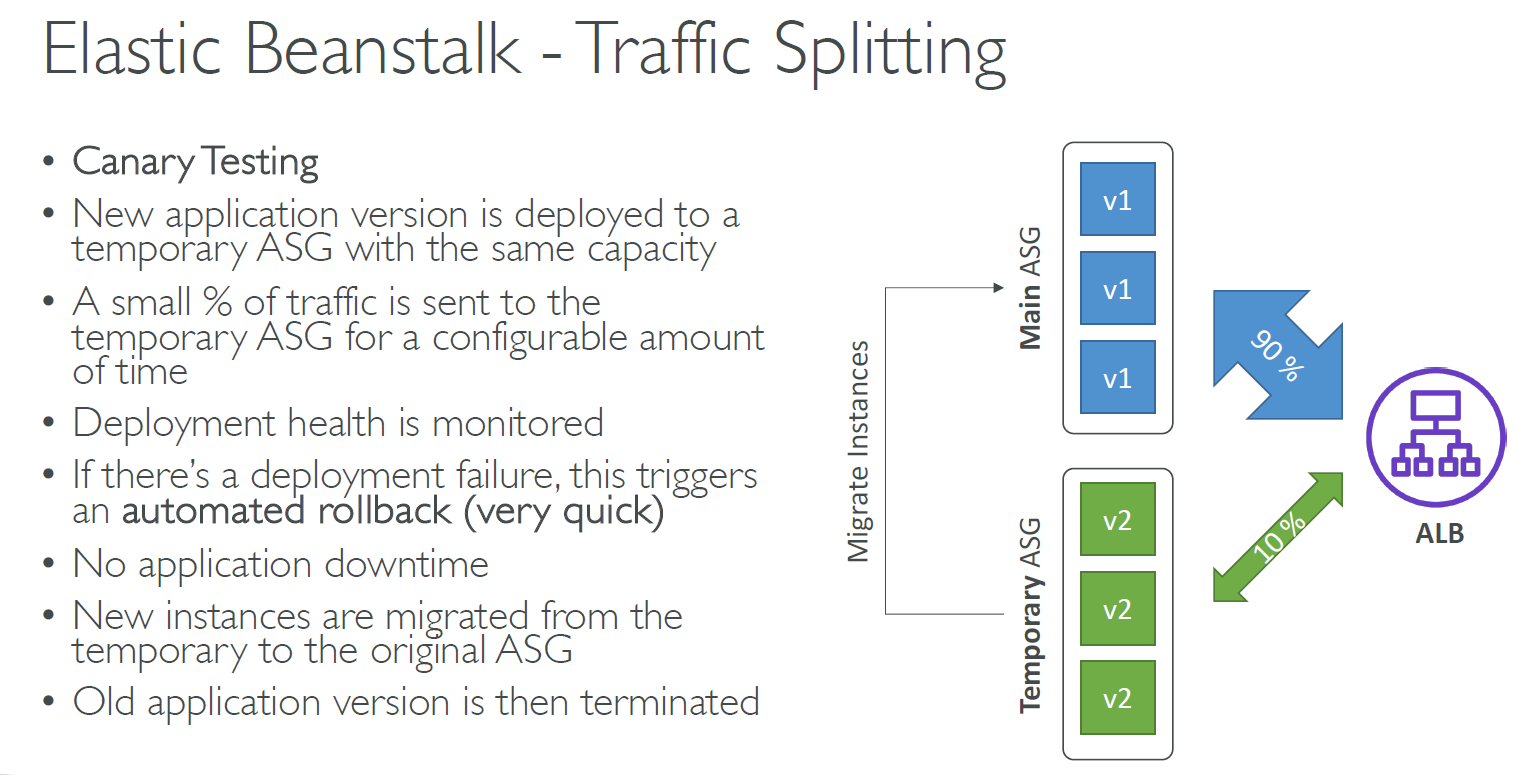 Elastic Beanstalk - Traffic Splitting
• Canary Testing
• New application version is deployed to a
temporary ASG with the same capacity
• A small % of traffic is sent to the
temporary ASG for a configurable amount
of time
• Deployment health is monitored
• If there’s a deployment failure, this triggers
an automated rollback (very quick)
• No application downtime
• New instances are migrated from the
temporary to the original ASG
• Old application version is then terminated
Migrate Instances
Main ASG
v1
v1
v1
Temporary ASG
v2
v2
v2
90 %
10 %
ALB